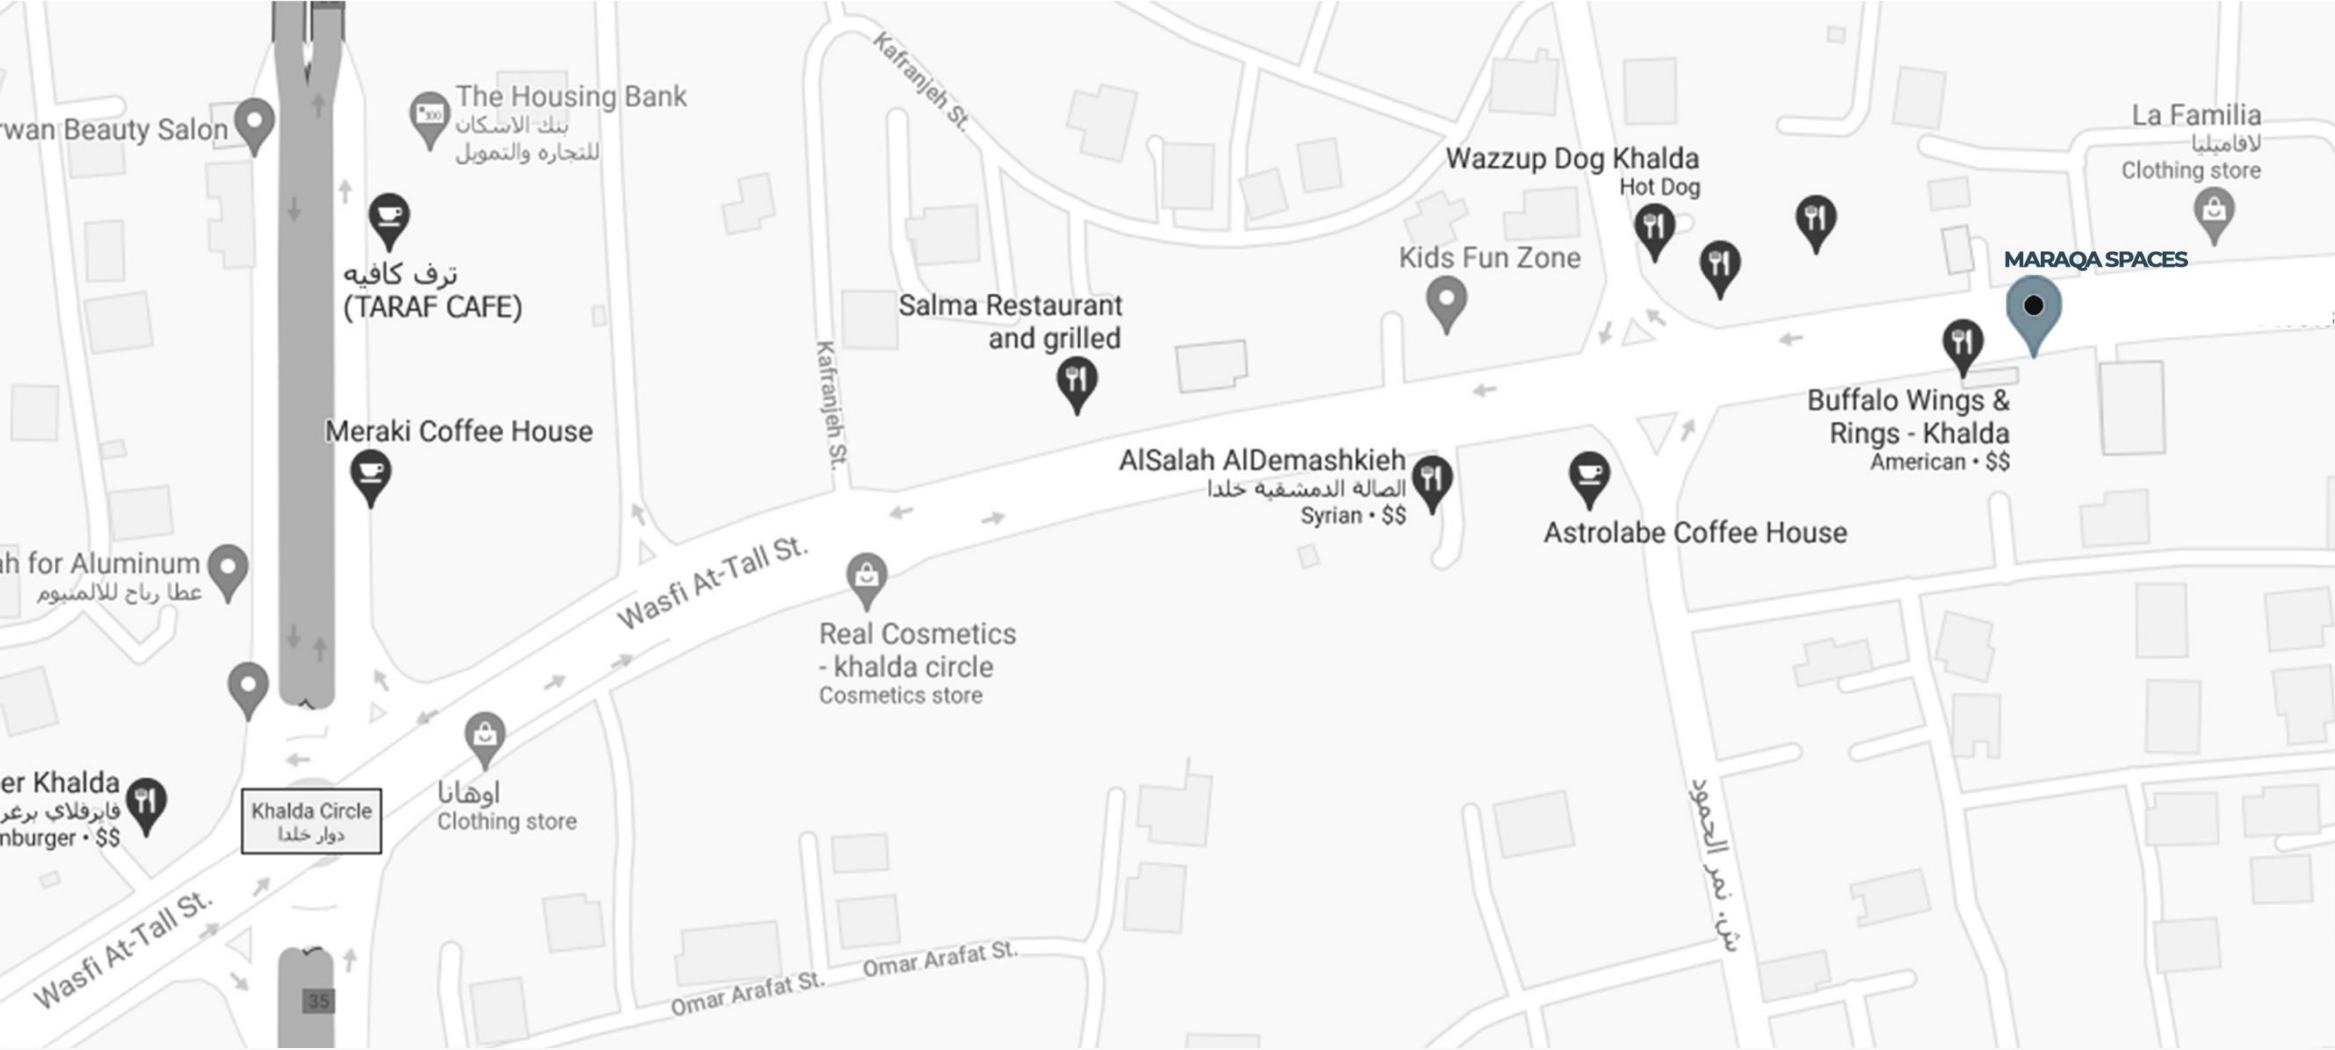 Kafranjeh St.
The Housing Bank
بنك الاسكان
للتجاره والتمويل
Beauty Salon
La Familia
لافاميليا
Clothing store
Wazzup Dog Khalda
Hot Dog
Kids Fun Zone
MARAQA SPACES
ترف كافيه
(TARAF CAFE)
Salma Restaurant
and grilled
Kafranjeh St.
Meraki Coffee House
Buffalo Wings &
Rings - Khalda
American • $$
AlSalah AlDemashkieh
الصالة الدمشقية خلدا
Syrian • $$
Astrolabe Coffee House
for Aluminum
عطا رباح للالمنيوم
Wasfi At-Tall St.
Real Cosmetics
- khalda circle
Cosmetics store
اوهانا
Clothing store
Khalda
فايرفلاي برغر
$$
Khalda Circle
دوار خلدا
Wasfi At-Tall St.
ش. نمر الحمود
Omar Arafat St.
Omar Arafat St.
35